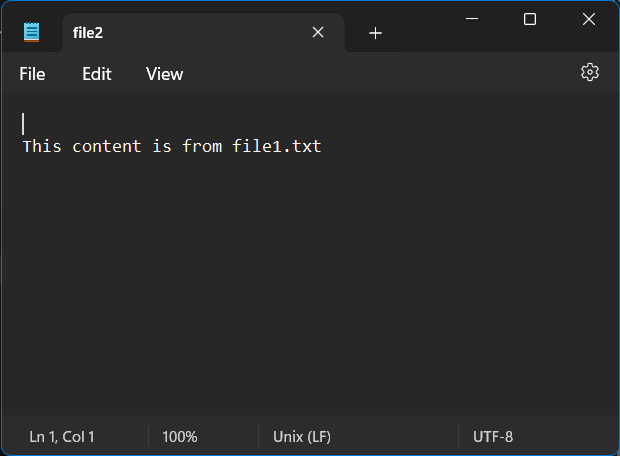 file2
File Edit View
This content is from file1.txt
Ln 1, Col 1 100% Unix (LF) UTF-8